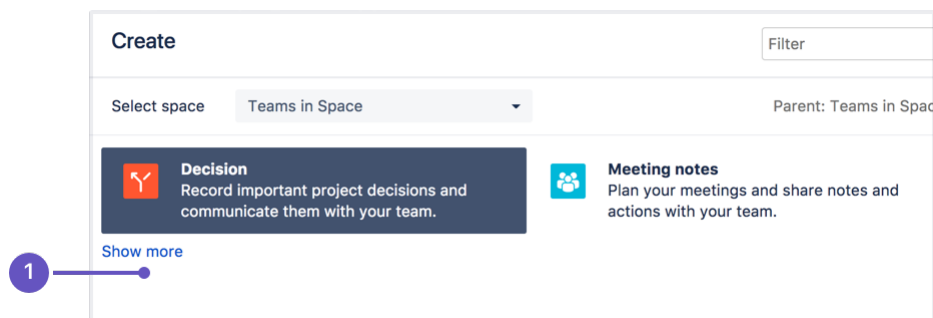 Create
Filter
Select space
Teams in Space
Parent: Teams in Spac
Decision
Record important project decisions and
communicate them with your team.
Meeting notes
Plan your meetings and share notes and
actions with your team.
Show more
1